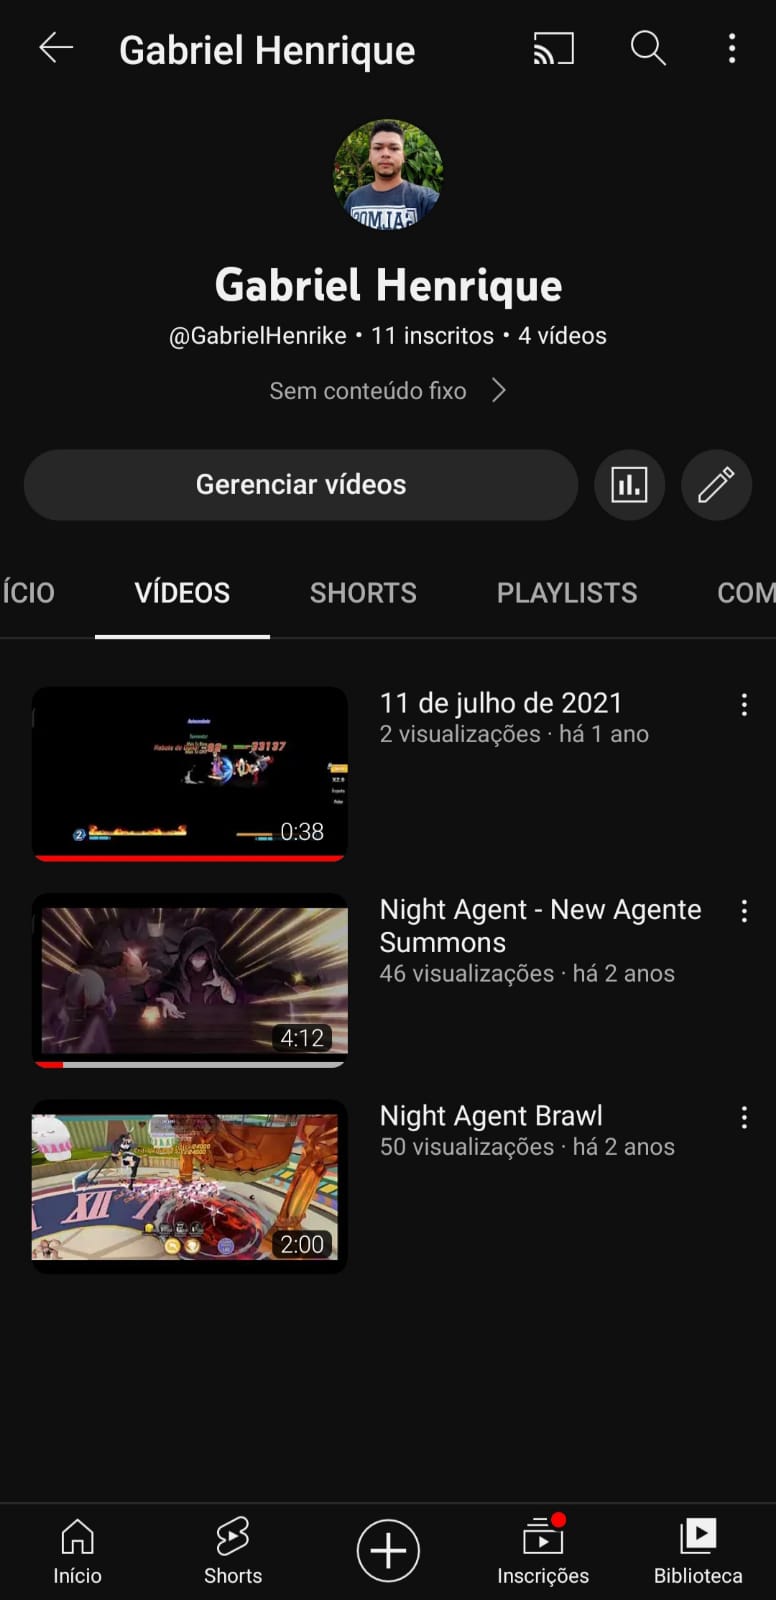 Gabriel Henrique
Gabriel Henrique
@GabrielHenrike • 11 inscritos • 4 vídeos
Sem conteúdo fixo
Gerenciar vídeos
ÍCIO VÍDEOS SHORTS PLAYLISTS COM
11 de julho de 2021
2 visualizações · há 1 ano
93137
2
0:38
Night Agent - New Agente
Summons
46 visualizações · há 2 anos
4:12
Night Agent Brawl
50 visualizações · há 2 anos
XII I
2:00
Início Shorts Inscrições Biblioteca